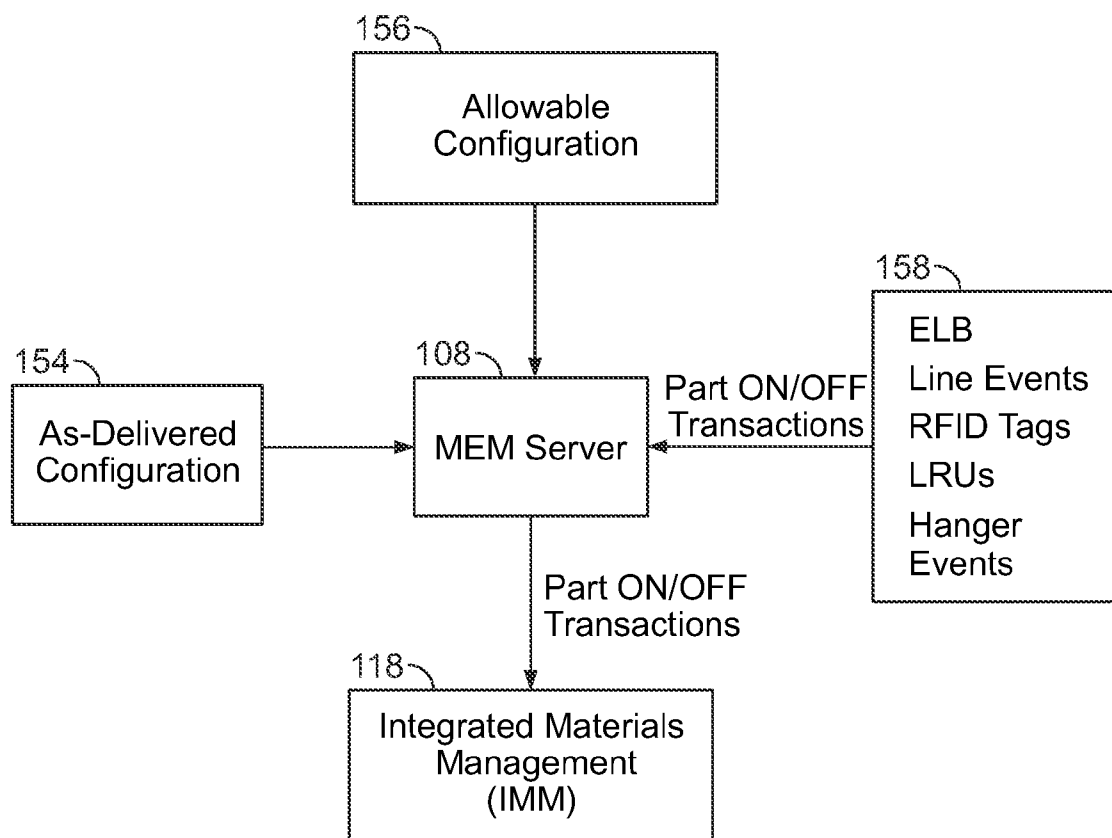 156
Allowable
Configuration
158
ELB
Line Events
RFID Tags
LRUs
Hanger
Events
154
As-Delivered
Configuration
108
MEM Server
Part ON/OFF
Transactions
Part ON/OFF
Transactions
118
Integrated Materials
Management
(IMM)